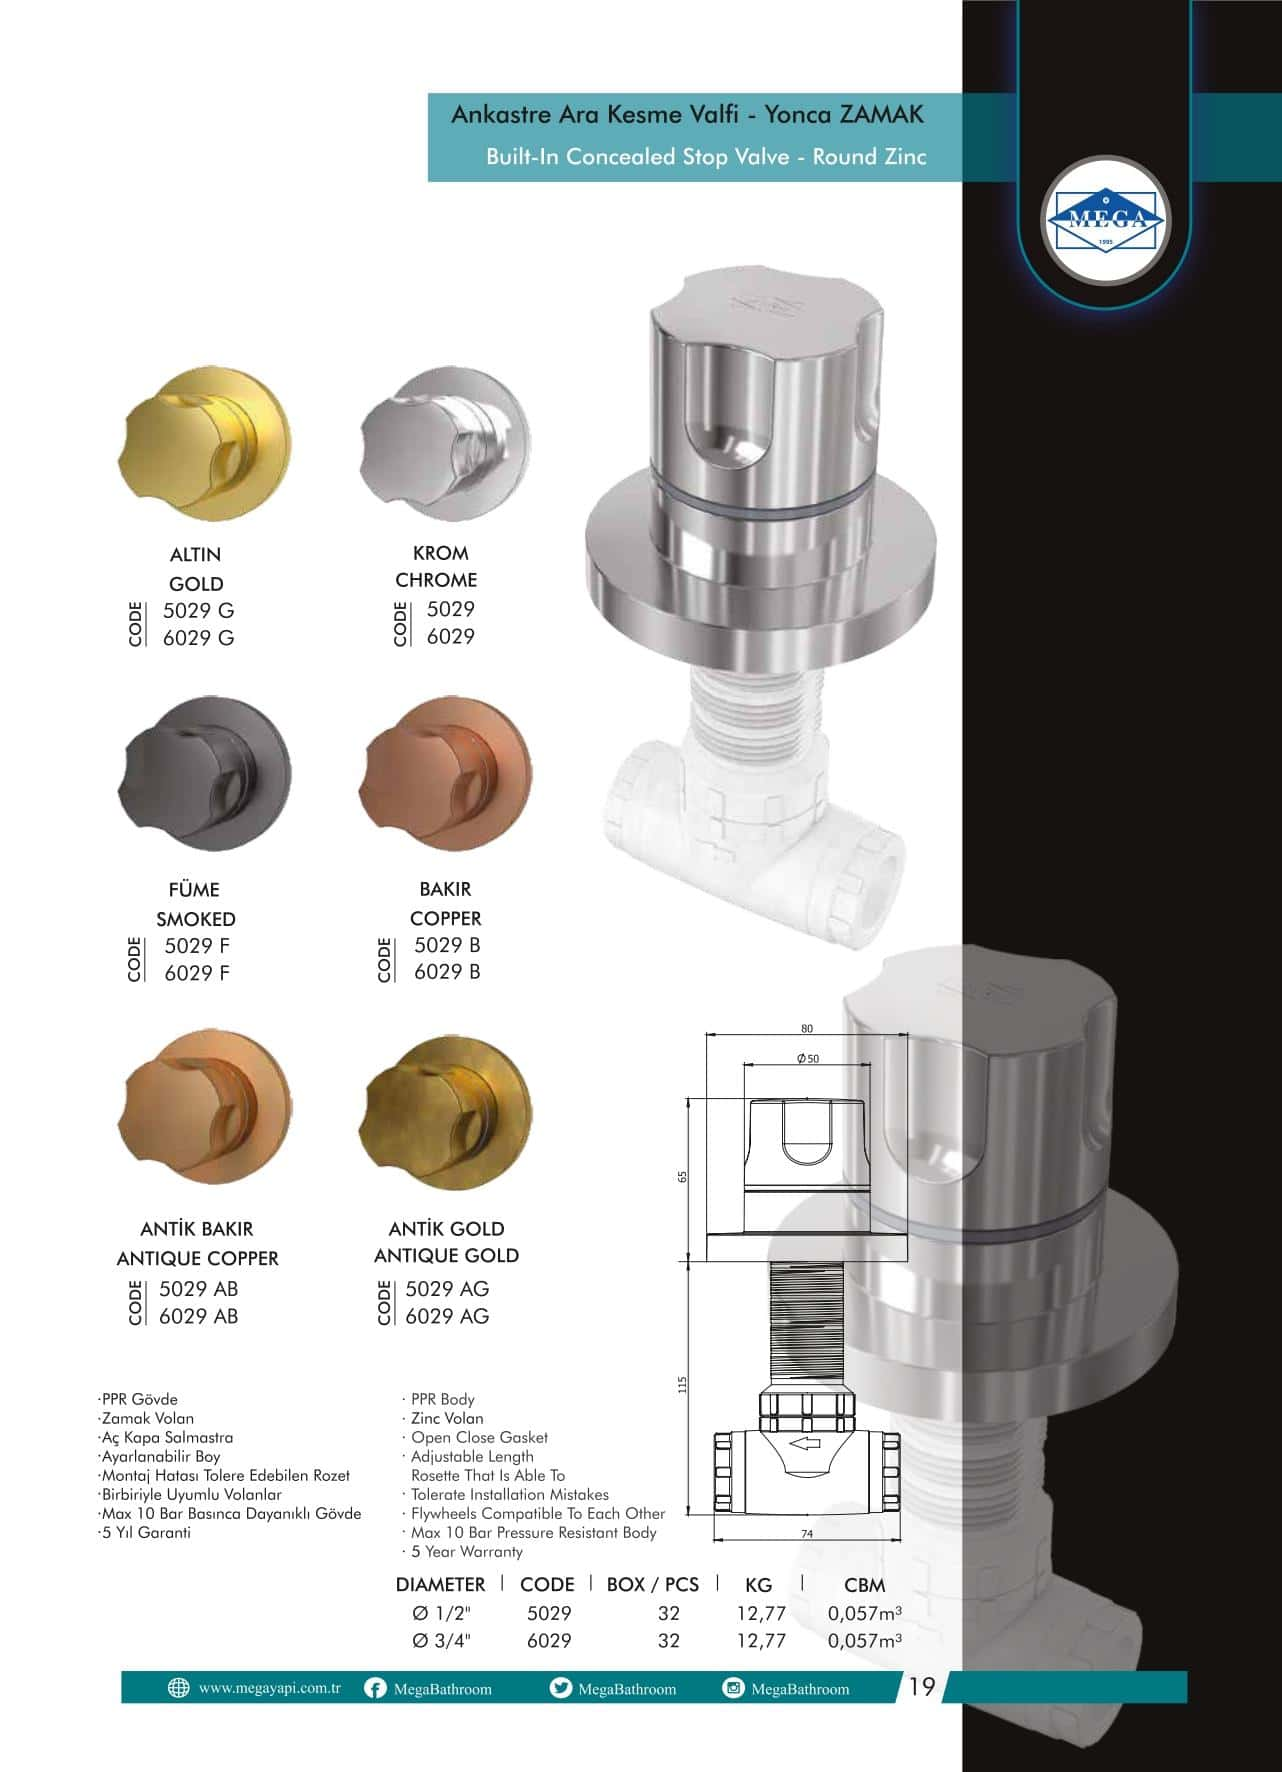 Ankastre Ara Kesme Valfi - Yonca ZAMAK
Built-In Concealed Stop Valve - Round Zinc
MEGA
1995
ALTIN
GOLD
CODE
5029 G
6029 G
KROM
CHROME
CODE
5029
6029
FÜME
SMOKED
CODE
5029 F
6029 F
BAKIR
COPPER
CODE
5029 B
6029 B
ANTİK BAKIR
ANTIQUE COPPER
CODE
5029 AB
6029 AB
ANTİK GOLD
ANTIQUE GOLD
CODE
5029 AG
6029 AG
80
Ø50
65
115
74
·PPR Gövde
·Zamak Volan
·Aç Kapa Salmastra
·Ayarlanabilir Boy
·Montaj Hatası Tolere Edebilen Rozet
·Birbiriyle Uyumlu Volanlar
·Max 10 Bar Basınca Dayanıklı Gövde
·5 Yıl Garanti
· PPR Body
· Zinc Volan
· Open Close Gasket
· Adjustable Length
Rosette That Is Able To
· Tolerate Installation Mistakes
· Flywheels Compatible To Each Other
· Max 10 Bar Pressure Resistant Body
· 5 Year Warranty
DIAMETER | CODE | BOX / PCS | KG | CBM
Ø 1/2" 5029 32 12,77 0,057m³
Ø 3/4" 6029 32 12,77 0,057m³
www.megayapi.com.tr MegaBathroom MegaBathroom MegaBathroom 19